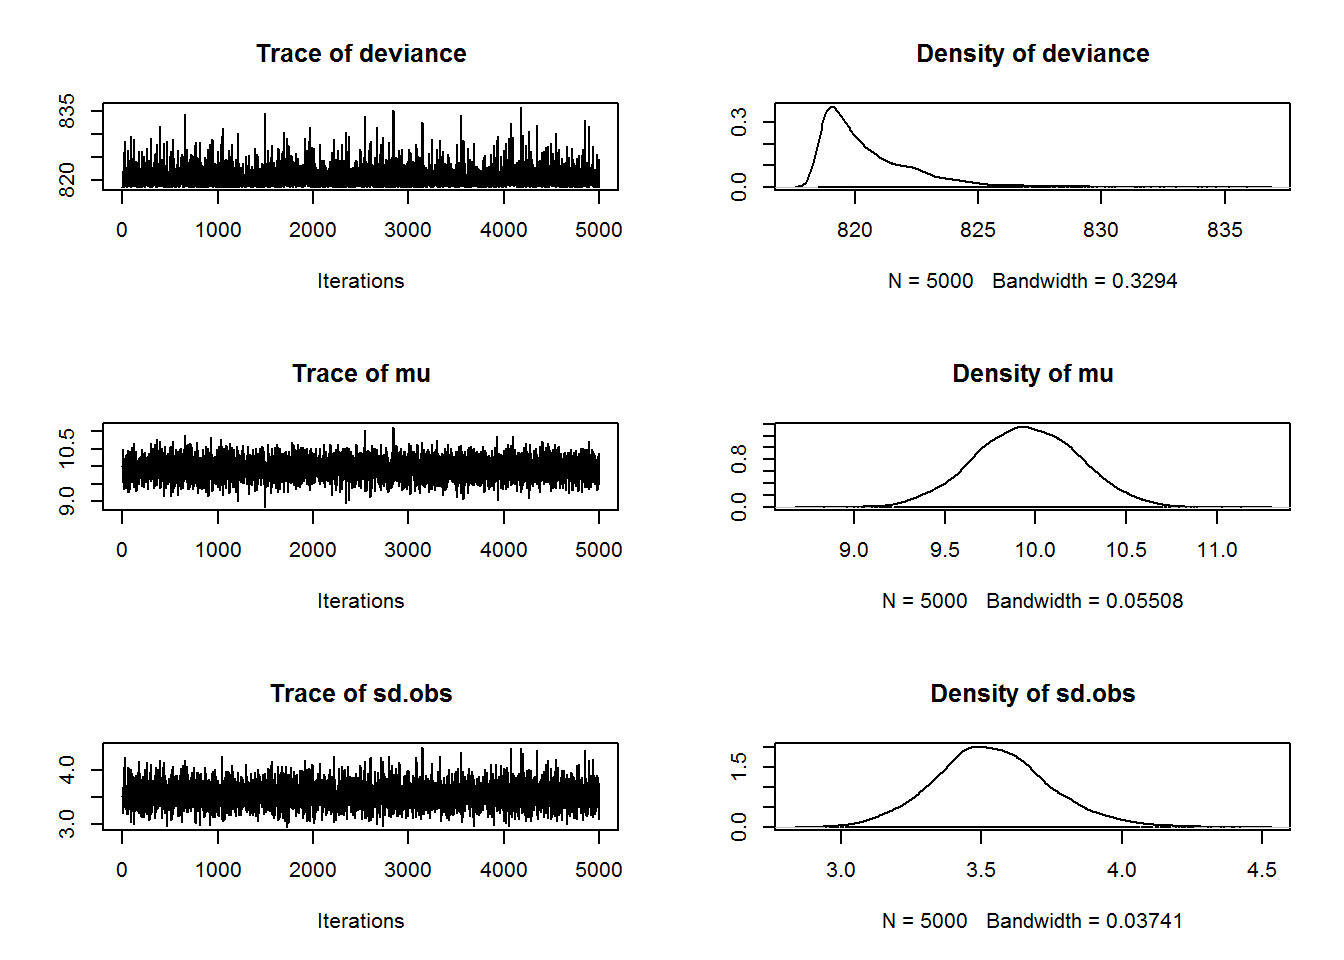 Trace of deviance
835
820
0 1000 2000 3000 4000 5000
Iterations
Density of deviance
0.3
0.0
820 825 830 835
N = 5000 Bandwidth = 0.3294
Trace of mu
10.5
9.0
0 1000 2000 3000 4000 5000
Iterations
Density of mu
0.8
0.0
9.0 9.5 10.0 10.5 11.0
N = 5000 Bandwidth = 0.05508
Trace of sd.obs
4.0
3.0
0 1000 2000 3000 4000 5000
Iterations
Density of sd.obs
1.5
0.0
3.0 3.5 4.0 4.5
N = 5000 Bandwidth = 0.03741